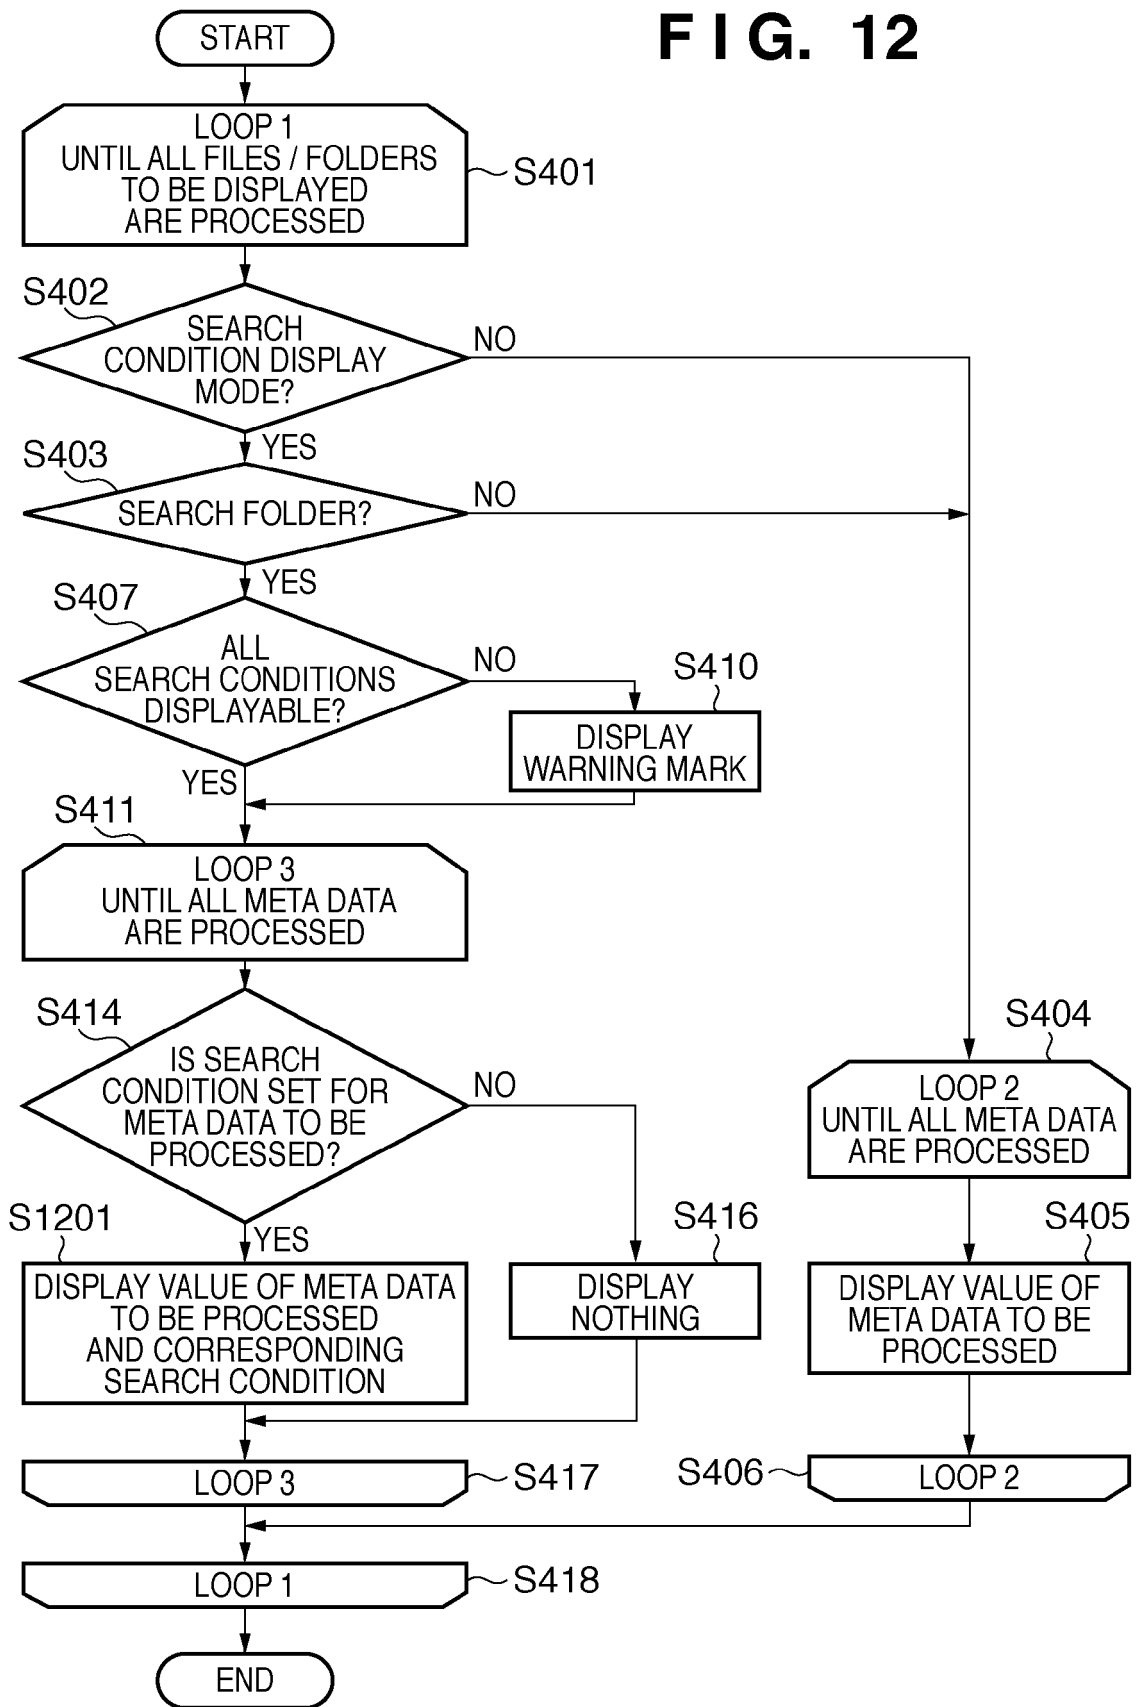 FIG. 12
START
LOOP 1
UNTIL ALL FILES / FOLDERS
TO BE DISPLAYED
ARE PROCESSED
S401
S402
SEARCH
CONDITION DISPLAY
MODE?
NO
YES
S403
SEARCH FOLDER?
NO
YES
S407
ALL
SEARCH CONDITIONS
DISPLAYABLE?
NO
S410
DISPLAY
WARNING MARK
YES
S411
LOOP 3
UNTIL ALL META DATA
ARE PROCESSED
S414
IS SEARCH
CONDITION SET FOR
META DATA TO BE
PROCESSED?
NO
S404
LOOP 2
UNTIL ALL META DATA
ARE PROCESSED
S1201
YES
DISPLAY VALUE OF META DATA
TO BE PROCESSED
AND CORRESPONDING
SEARCH CONDITION
S416
DISPLAY
NOTHING
S405
DISPLAY VALUE OF
META DATA TO BE
PROCESSED
LOOP 3
S417
S406
LOOP 2
LOOP 1
S418
END